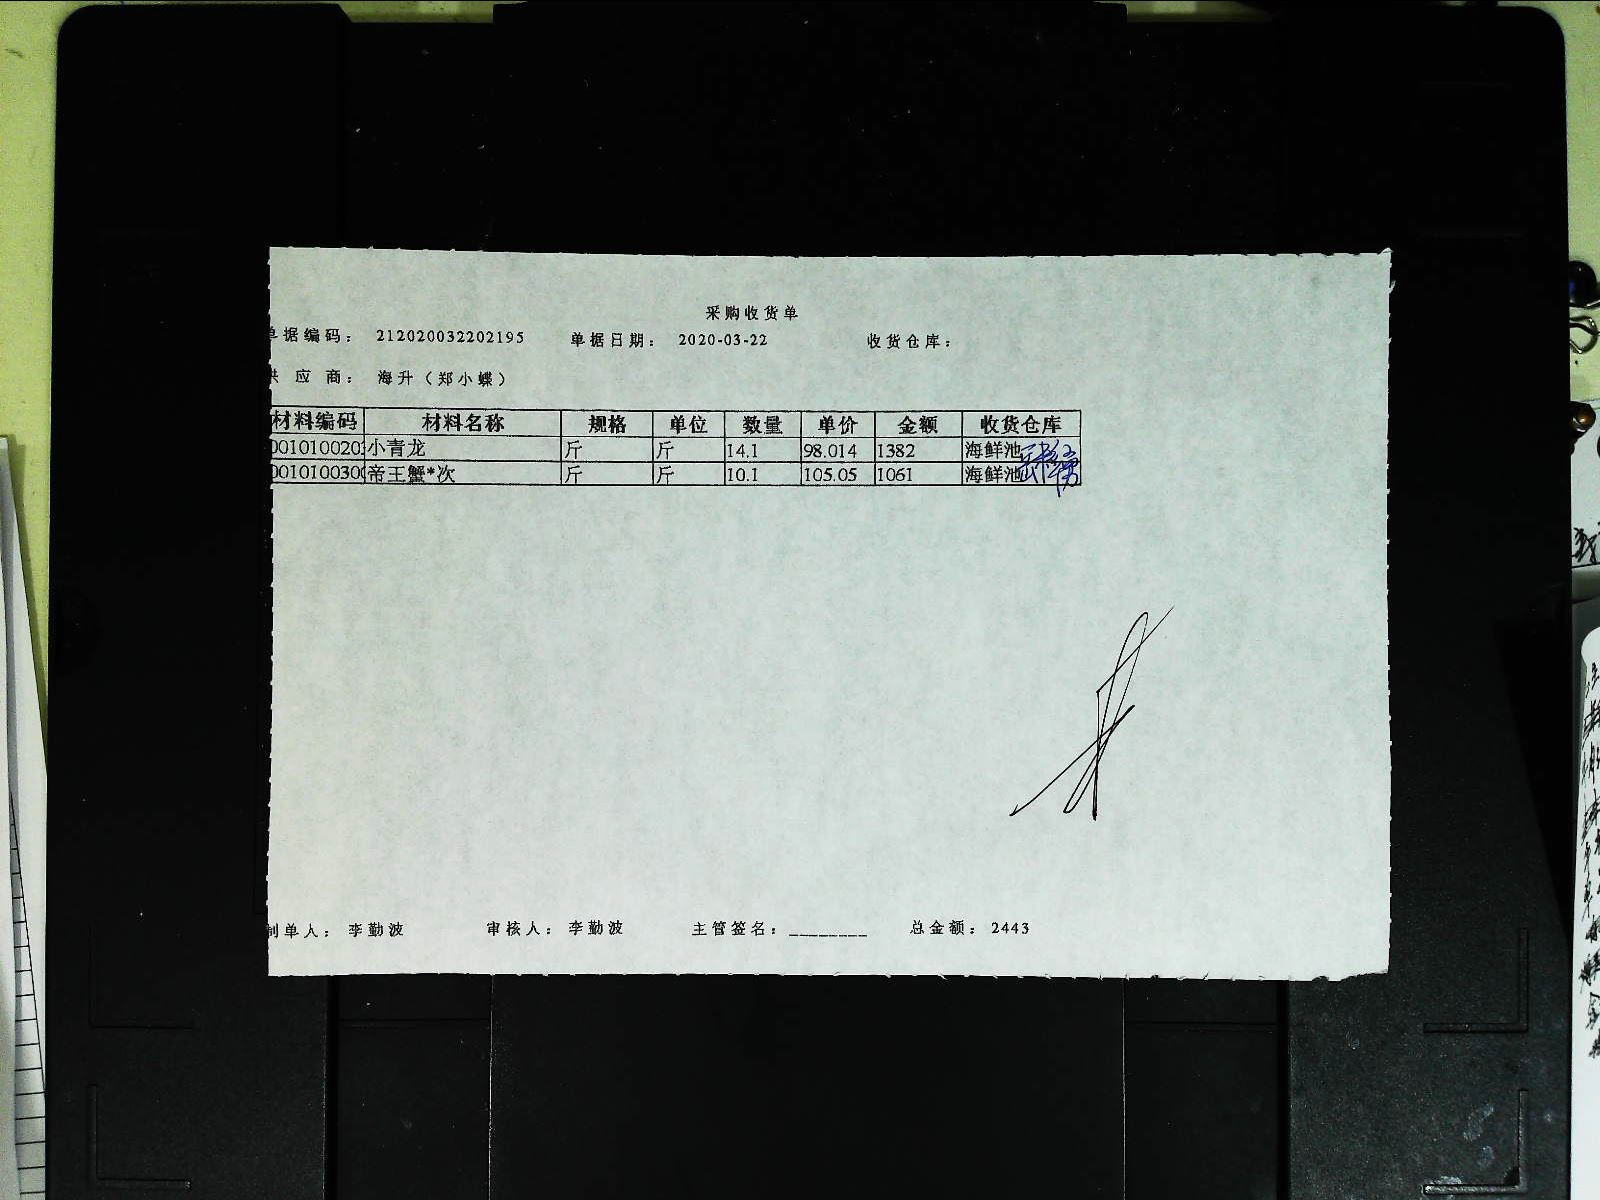 采购收货单
单据编码： 212020032202195 单据日期： 2020-03-22 收货仓库：
供 应 商： 海升（郑小蝶）
材料编码 材料名称 规格 单位 数量 单价 金额 收货仓库
00101002 小青龙 斤 斤 14.1 98.014 1382 海鲜池
001010030 帝王蟹*次 斤 斤 10.1 105.05 1061 海鲜池
制单人： 李勤波 审核人： 李勤波 主管签名：________ 总金额：2443